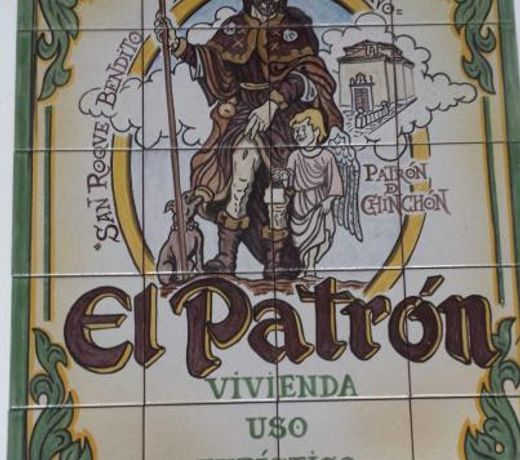 "SAN ROQUE BENDITO
PATRÓN
DE
CHINCHÓN
El Patrón
VIVIENDA
USO